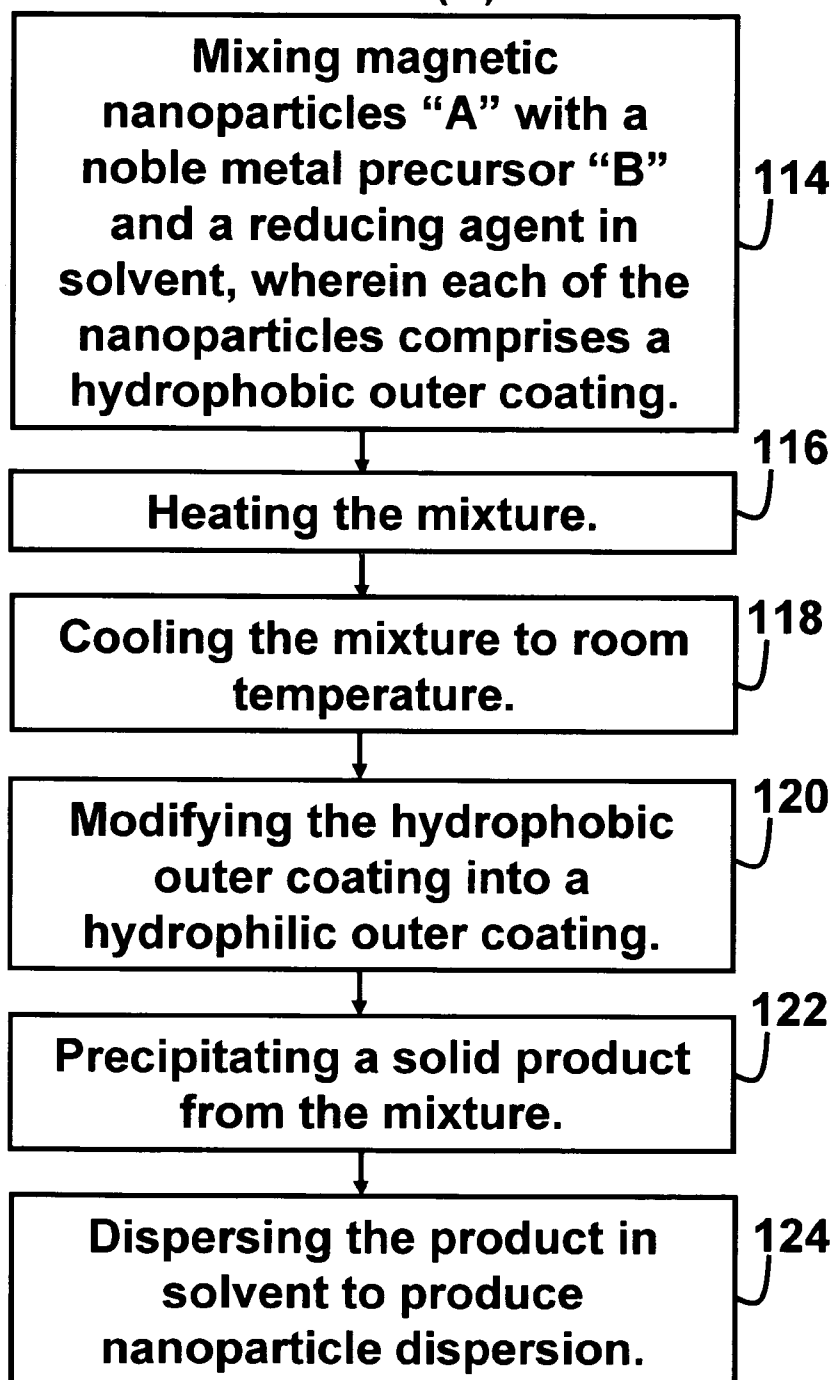 Mixing magnetic
nanoparticles “A” with a
noble metal precursor “B”
and a reducing agent in
solvent, wherein each of the
nanoparticles comprises a
hydrophobic outer coating.
114
116
Heating the mixture.
118
Cooling the mixture to room
temperature.
120
Modifying the hydrophobic
outer coating into a
hydrophilic outer coating.
122
Precipitating a solid product
from the mixture.
124
Dispersing the product in
solvent to produce
nanoparticle dispersion.